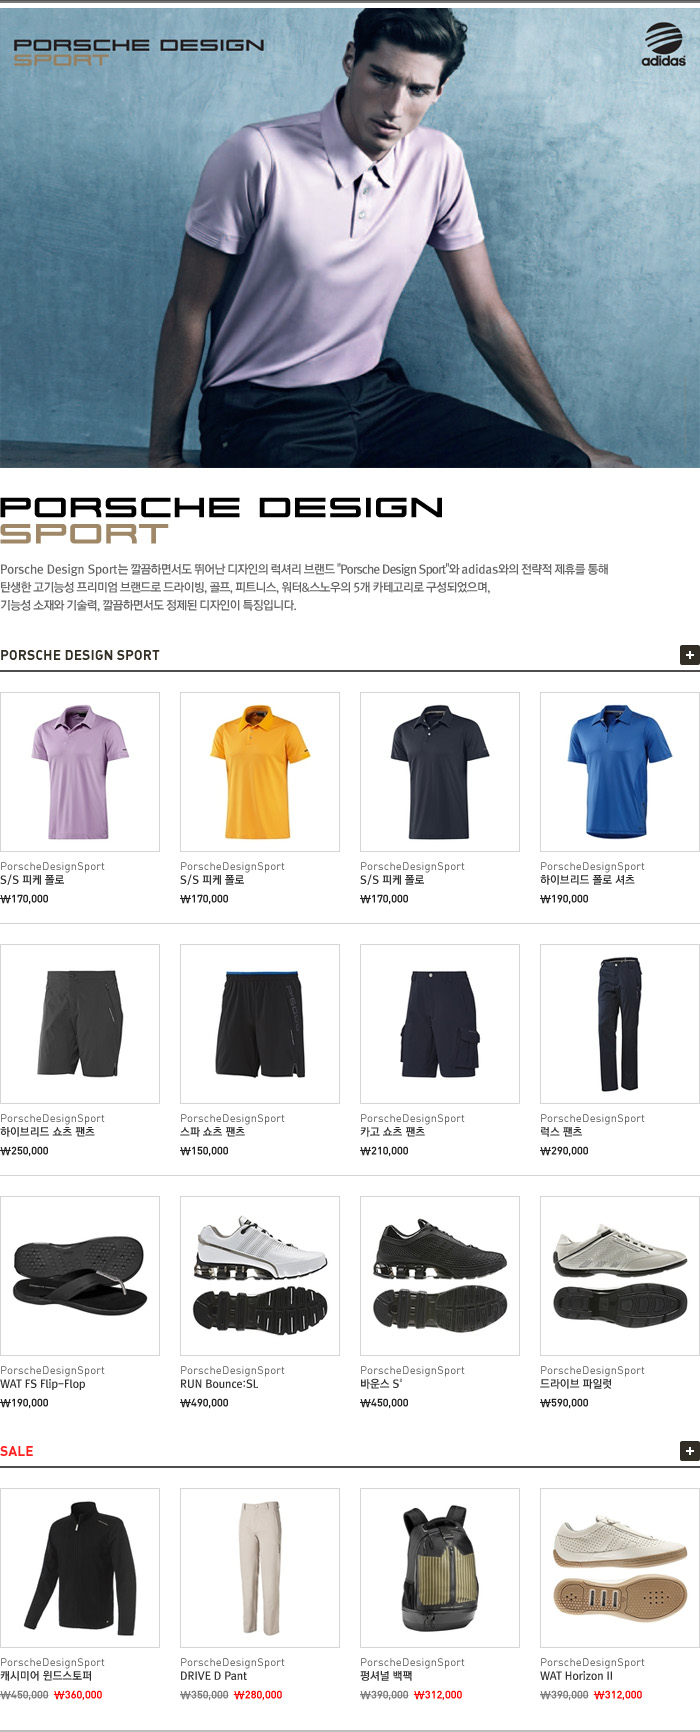 PORSCHE DESIGN
SPORT
adidas
PORSCHE DESIGN
SPORT
Porsche Design Sport는 깔끔하면서도 뛰어난 디자인의 럭셔리 브랜드 "Porsche Design Sport"와 adidas와의 전략적 제휴를 통해
탄생한 고기능성 프리미엄 브랜드로 드라이빙, 골프, 피트니스, 워터&스노우의 5개 카테고리로 구성되었으며,
기능성 소재와 기술력, 깔끔하면서도 정제된 디자인이 특징입니다.
PORSCHE DESIGN SPORT
+
PorscheDesignSport
S/S 피케 폴로
₩170,000
PorscheDesignSport
S/S 피케 폴로
₩170,000
PorscheDesignSport
S/S 피케 폴로
₩170,000
PorscheDesignSport
하이브리드 폴로 셔츠
₩190,000
PorscheDesignSport
하이브리드 쇼츠 팬츠
₩250,000
PorscheDesignSport
스파 쇼츠 팬츠
₩150,000
PorscheDesignSport
카고 쇼츠 팬츠
₩210,000
PorscheDesignSport
럭스 팬츠
₩290,000
PorscheDesignSport
WAT FS Flip-Flop
₩190,000
PorscheDesignSport
RUN Bounce:SL
₩490,000
PorscheDesignSport
바운스 S'
₩450,000
PorscheDesignSport
드라이브 파일럿
₩590,000
SALE
+
PorscheDesignSport
캐시미어 윈드스토퍼
₩450,000 ₩360,000
PorscheDesignSport
DRIVE D Pant
₩350,000 ₩280,000
PorscheDesignSport
펑셔널 백팩
₩390,000 ₩312,000
PorscheDesignSport
WAT Horizon II
₩390,000 ₩312,000